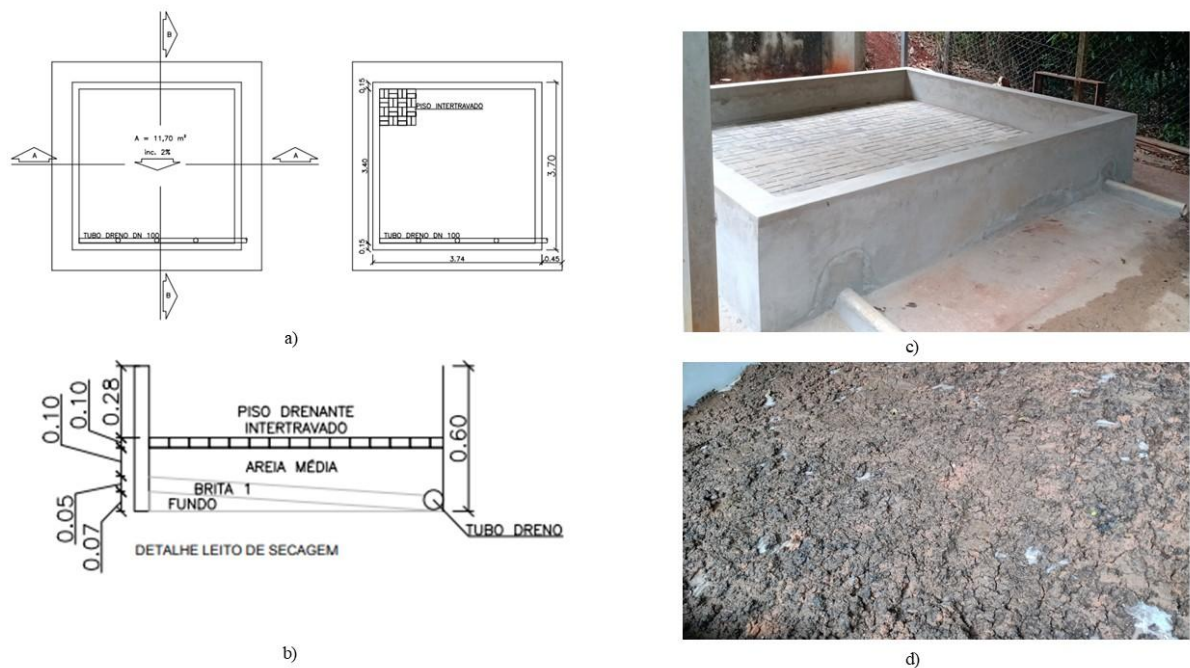 B
A = 11,70 m²
inc. 2%
A
A
TUBO DRENO DN 100
B
0.15
PISO INTERTRAVADO
3.40
3.70
TUBO DRENO DN 100
0.15
3.74
0.45
a)
0.10
0.10
0.28
PISO DRENANTE
INTERTRAVADO
0.60
AREIA MÉDIA
BRITA 1
FUNDO
0.05
0.07
TUBO DRENO
DETALHE LEITO DE SECAGEM
b)
c)
d)